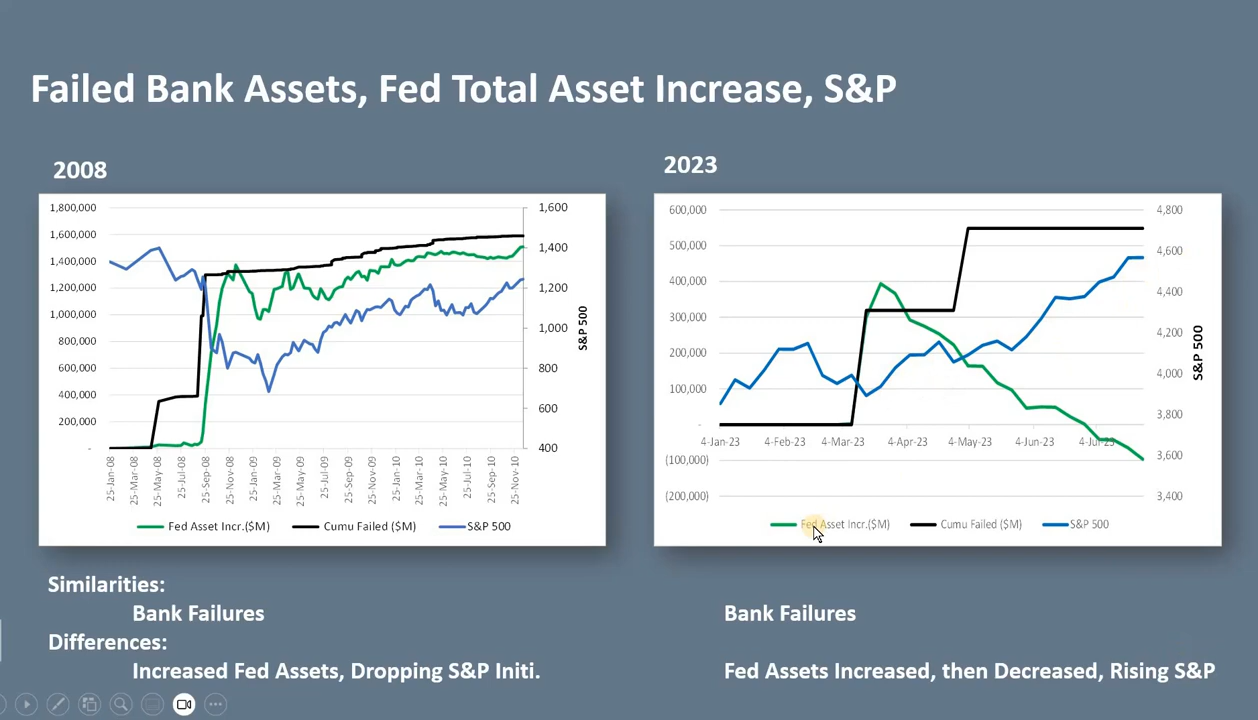 Failed Bank Assets, Fed Total Asset Increase, S&P
2008
1,800,000
1,600,000
1,400,000
1,200,000
1,000,000
800,000
600,000
400,000
200,000
-
1,600
1,400
1,200
1,000
800
600
400
S&P 500
25-Jan-08
25-Mar-08
25-May-08
25-Jul-08
25-Sep-08
25-Nov-08
25-Jan-09
25-Mar-09
25-May-09
25-Jul-09
25-Sep-09
25-Nov-09
25-Jan-10
25-Mar-10
25-May-10
25-Jul-10
25-Sep-10
25-Nov-10
Fed Asset Incr.($M) Cumu Failed ($M) S&P 500
2023
600,000
500,000
400,000
300,000
200,000
100,000
-
(100,000)
(200,000)
4,800
4,600
4,400
4,200
4,000
3,800
3,600
3,400
S&P 500
4-Jan-23 4-Feb-23 4-Mar-23 4-Apr-23 4-May-23 4-Jun-23 4-Jul-23
Fed Asset Incr.($M) Cumu Failed ($M) S&P 500
Similarities:
Bank Failures
Differences:
Increased Fed Assets, Dropping S&P Initi.
Bank Failures
Fed Assets Increased, then Decreased, Rising S&P